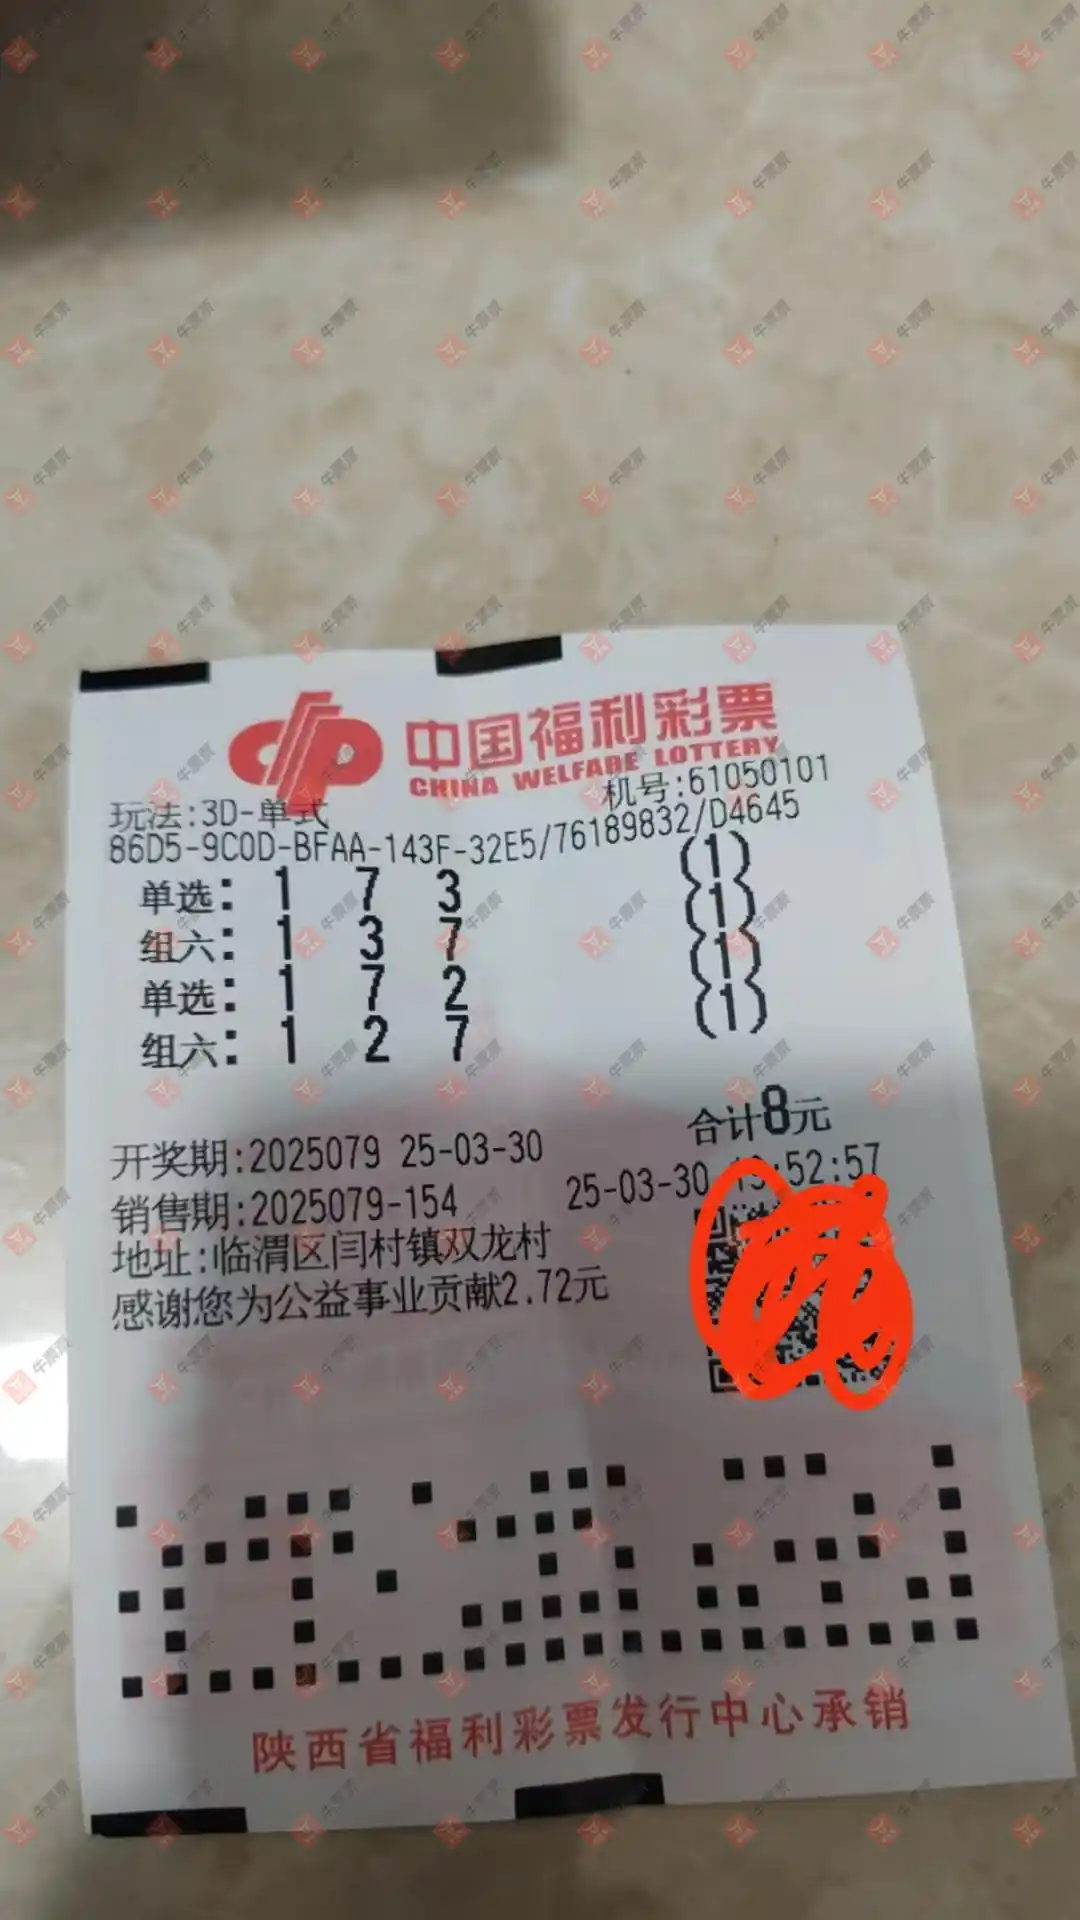 中国福利彩票
CHINA WELFARE LOTTERY
玩法:3D-单式 机号:61050101
86D5-9C0D-BFAA-143F-32E5/76189832/D4645
单选: 1 7 3 (1)
组六: 1 3 7 (1)
单选: 1 7 2 (1)
组六: 1 2 7 (1)
合计8元
开奖期:2025079 25-03-30
销售期:2025079-154 25-03-30 :52:57
地址:临渭区闫村镇双龙村
感谢您为公益事业贡献2.72元
陕西省福利彩票发行中心承销